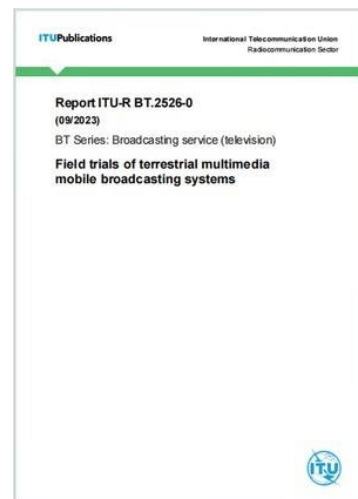 ITUPublications
International Telecommunication Union
Radiocommunication Sector
Report ITU-R BT.2526-0
(09/2023)
BT Series: Broadcasting service (television)
Field trials of terrestrial multimedia
mobile broadcasting systems
ITU